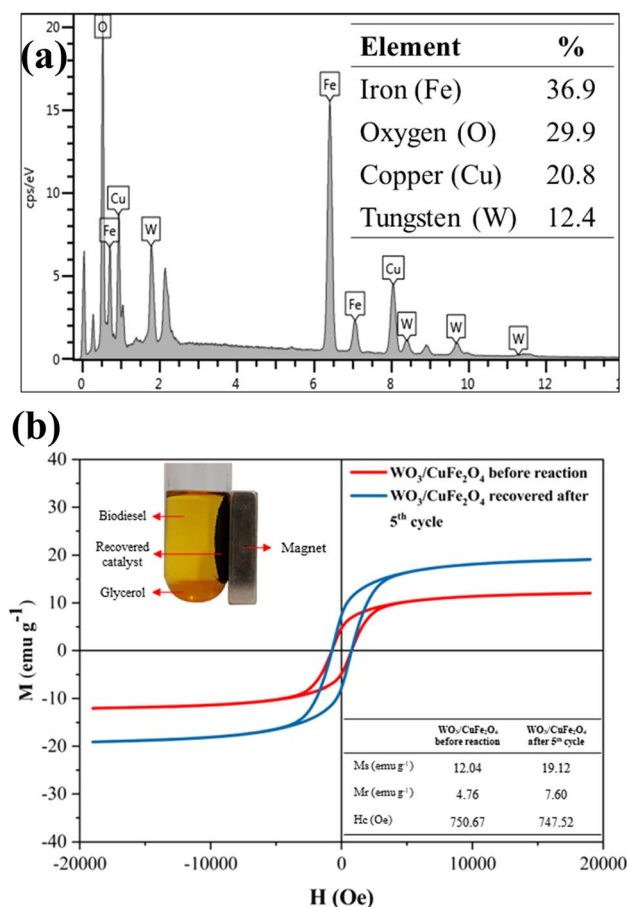 (a)
20
15
10
5
0
cps/eV
O
Fe
Cu
W
Fe
Fe
Cu
W
W
W
0 2 4 6 8 10 12
Element %
Iron (Fe) 36.9
Oxygen (O) 29.9
Copper (Cu) 20.8
Tungsten (W) 12.4
(b)
M (emu g⁻¹)
40
30
20
10
0
-10
-20
-30
-40
Biodiesel
Recovered
catalyst
Glycerol
Magnet
WO₃/CuFe₂O₄ before reaction
WO₃/CuFe₂O₄ recovered after
5ᵗʰ cycle
WO₃/CuFe₂O₄ before reaction WO₃/CuFe₂O₄ after 5ᵗʰ cycle
Ms (emu g⁻¹) 12.04 19.12
Mr (emu g⁻¹) 4.76 7.60
Hc (Oe) 750.67 747.52
-20000 -10000 0 10000 20000
H (Oe)